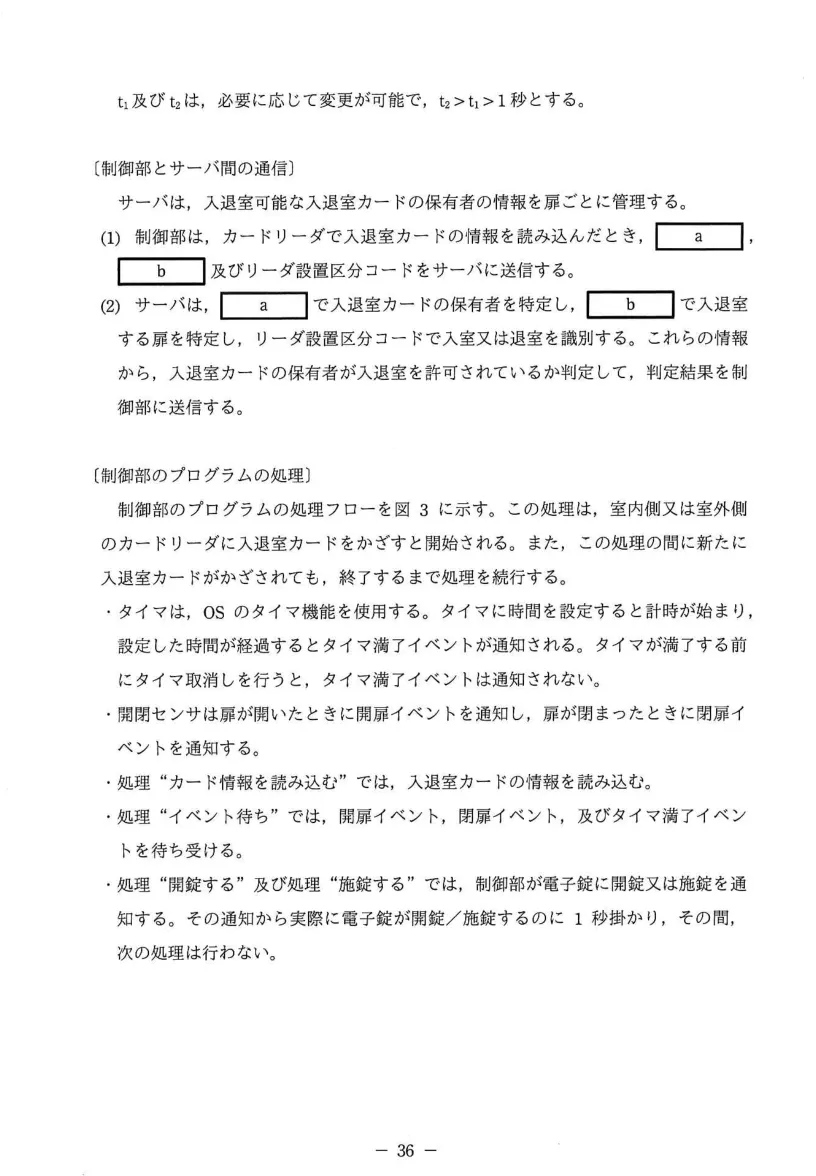 t₁及びt₂は，必要に応じて変更が可能で，t₂>t₁>1秒とする。
〔制御部とサーバ間の通信〕
サーバは，入退室可能な入退室カードの保有者の情報を扉ごとに管理する。
(1) 制御部は，カードリーダで入退室カードの情報を読み込んだとき， a ，
b 及びリーダ設置区分コードをサーバに送信する。
(2) サーバは， a で入退室カードの保有者を特定し， b で入退室
する扉を特定し，リーダ設置区分コードで入室又は退室を識別する。これらの情報
から，入退室カードの保有者が入退室を許可されているか判定して，判定結果を制
御部に送信する。
〔制御部のプログラムの処理〕
制御部のプログラムの処理フローを図 3 に示す。この処理は，室内側又は室外側
のカードリーダに入退室カードをかざすと開始される。また，この処理の間に新たに
入退室カードがかざされても，終了するまで処理を続行する。
・タイマは，OS のタイマ機能を使用する。タイマに時間を設定すると計時が始まり，
設定した時間が経過するとタイマ満了イベントが通知される。タイマが満了する前
にタイマ取消しを行うと，タイマ満了イベントは通知されない。
・開閉センサは扉が開いたときに開扉イベントを通知し，扉が閉まったときに閉扉イ
ベントを通知する。
・処理“カード情報を読み込む”では，入退室カードの情報を読み込む。
・処理“イベント待ち”では，開扉イベント，閉扉イベント，及びタイマ満了イベン
トを待ち受ける。
・処理“開錠する”及び処理“施錠する”では，制御部が電子錠に開錠又は施錠を通
知する。その通知から実際に電子錠が開錠／施錠するのに 1 秒掛かり，その間，
次の処理は行わない。
－ 36 －